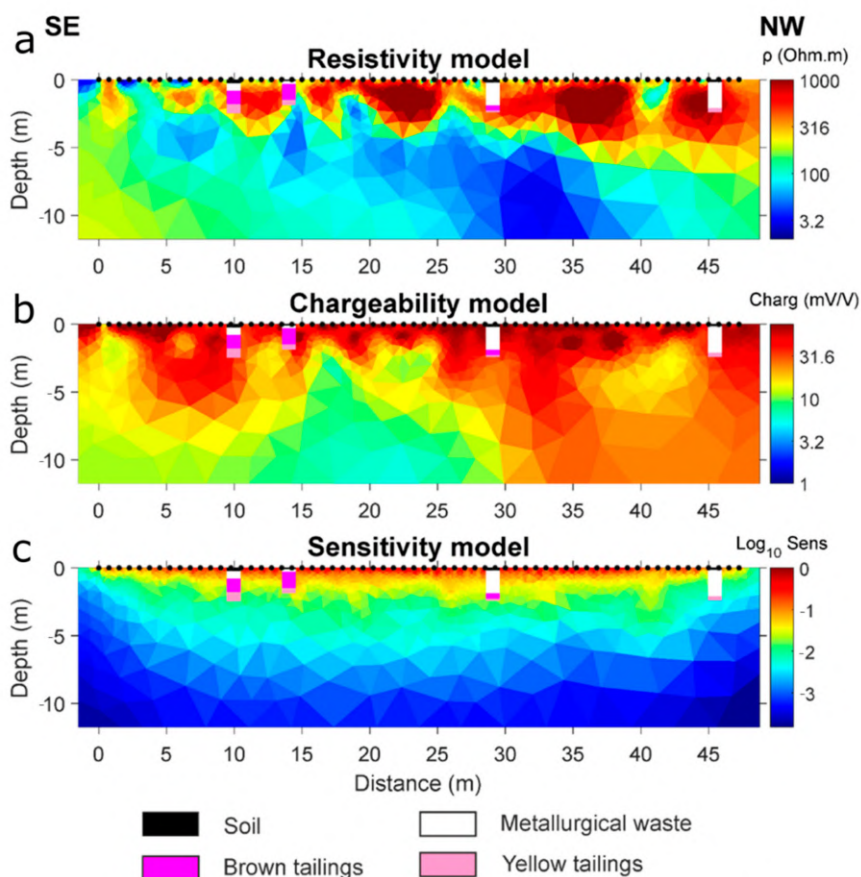 a SE NW
Resistivity model ρ (Ohm.m)
0 1000
316
-5 100
-10 3.2
Depth (m)
0 5 10 15 20 25 30 35 40 45
b Chargeability model Charg (mV/V)
0
31.6
-5 10
3.2
-10 1
Depth (m)
0 5 10 15 20 25 30 35 40 45
c Sensitivity model Log10 Sens
0 0
-1
-5 -2
-10 -3
Depth (m)
0 5 10 15 20 25 30 35 40 45
Distance (m)
Soil Metallurgical waste
Brown tailings Yellow tailings